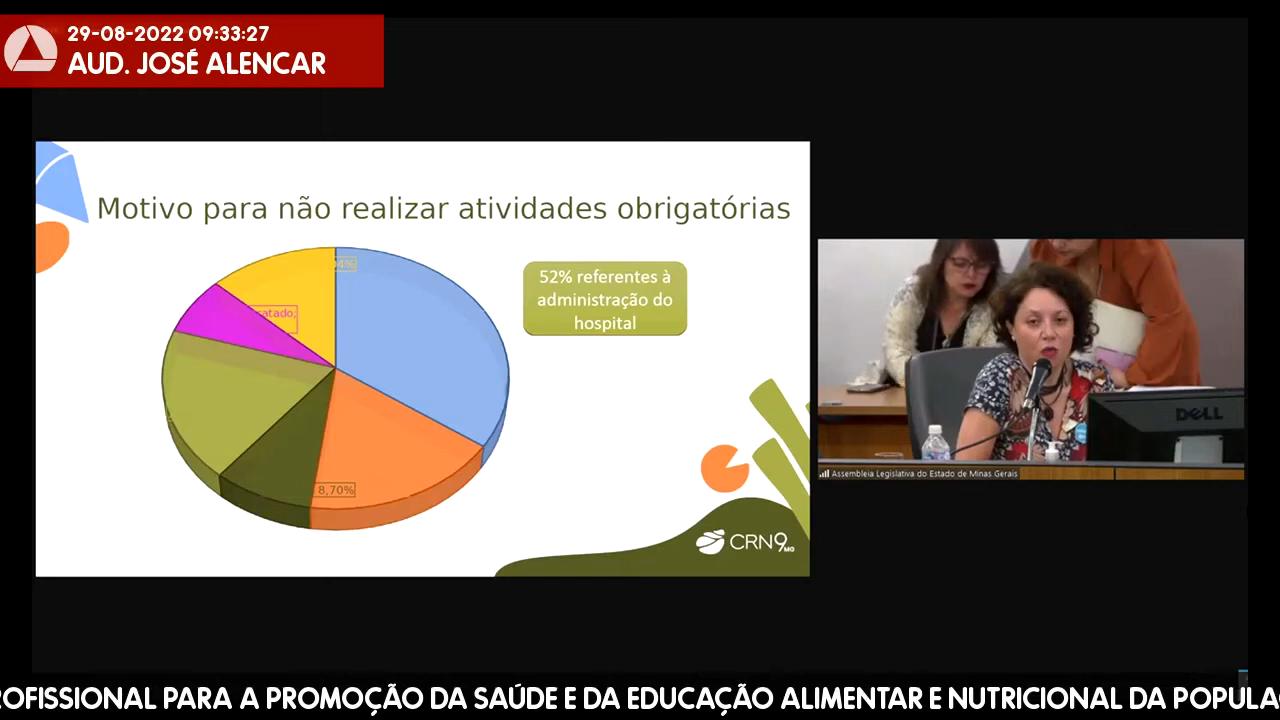 29-08-2022 09:33:27
AUD. JOSÉ ALENCAR
Motivo para não realizar atividades obrigatórias
4%
52% referentes à
administração do
hospital
8,70%
CRN9
MG
DELL
Assembleia Legislativa do Estado de Minas Gerais
PARA A PROMOÇÃO DA SAÚDE E DA EDUCAÇÃO ALIMENTAR E NUTRICIONAL DA